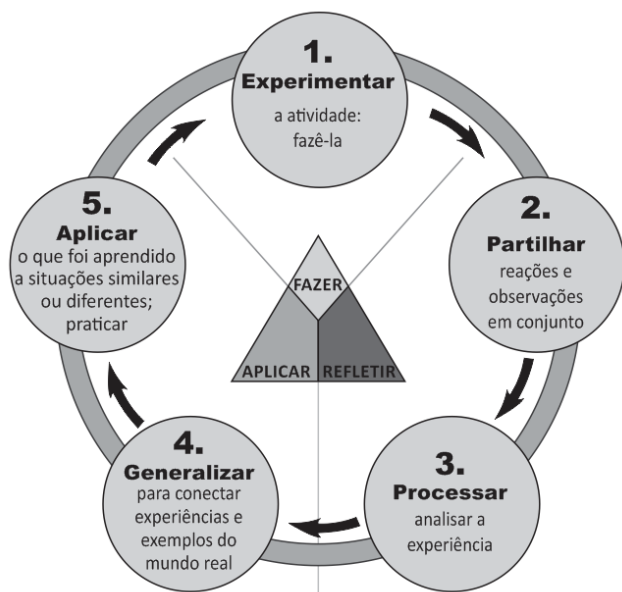 1.
Experimentar
a atividade:
fazê-la
2.
Partilhar
reações e
observações
em conjunto
3.
Processar
analisar a
experiência
4.
Generalizar
para conectar
experiências e
exemplos do
mundo real
5.
Aplicar
o que foi aprendido
a situações similares
ou diferentes;
praticar
FAZER
APLICAR
REFLETIR